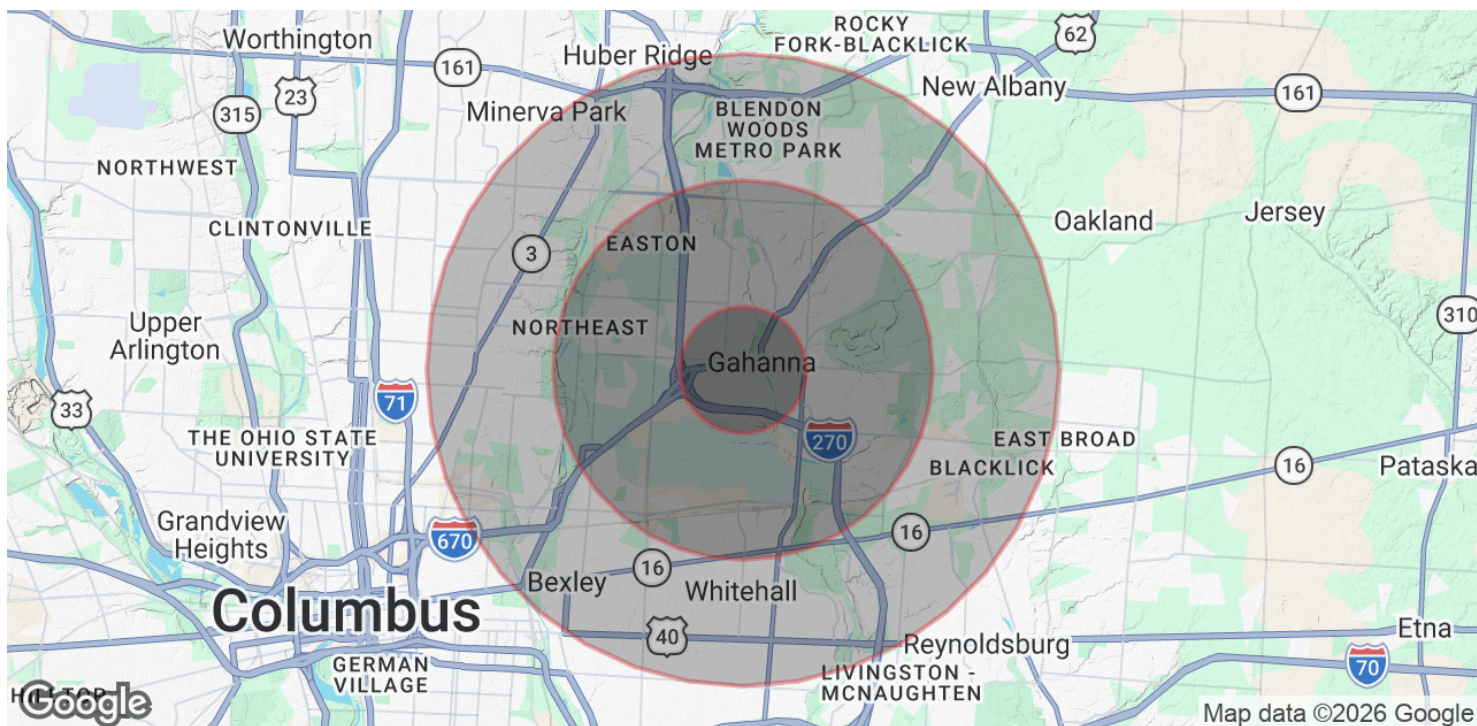 Worthington
161
Huber Ridge
ROCKY
FORK-BLACKLICK
62
23
315
Minerva Park
BLENDON
WOODS
METRO PARK
New Albany
161
NORTHWEST
CLINTONVILLE
3
EASTON
Oakland
Jersey
Upper
Arlington
NORTHEAST
310
Gahanna
33
71
THE OHIO STATE
UNIVERSITY
270
EAST BROAD
BLACKLICK
16
Pataska
Grandview
Heights
670
16
16
Bexley
Whitehall
Columbus
40
Reynoldsburg
Etna
GERMAN
VILLAGE
LIVINGSTON -
MCNAUGHTEN
70
HILLTOP
Google
Map data ©2026 Google